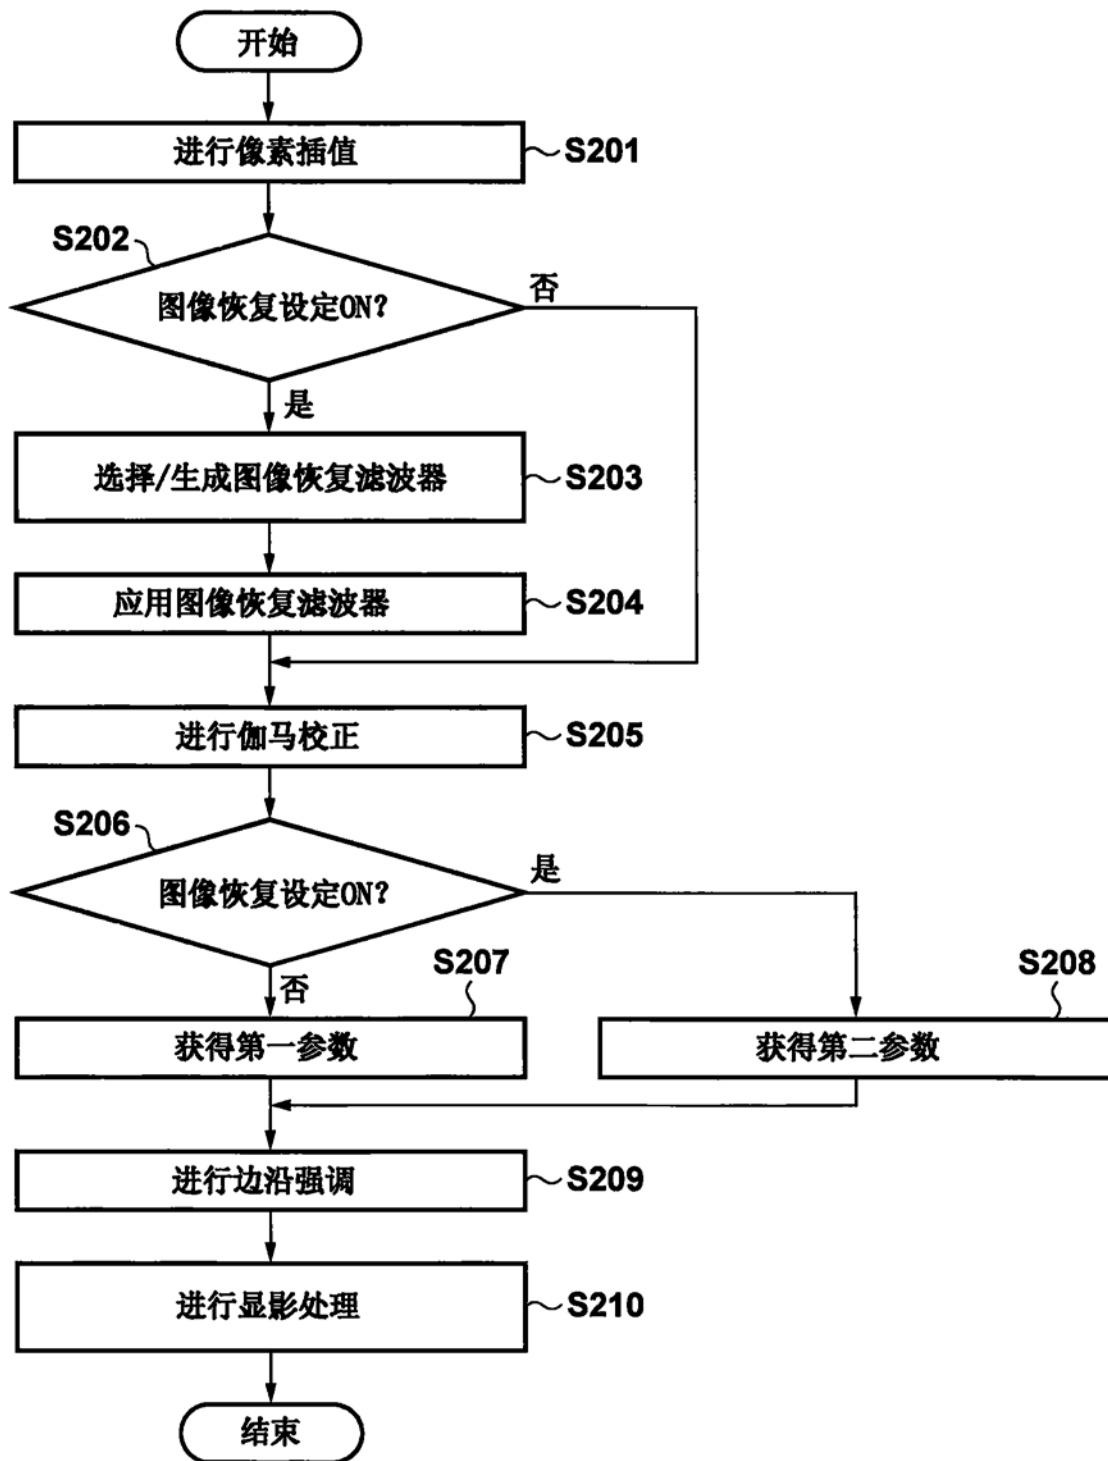 开始
进行像素插值
S201
S202
图像恢复设定ON?
否
是
选择/生成图像恢复滤波器
S203
应用图像恢复滤波器
S204
进行伽马校正
S205
S206
图像恢复设定ON?
是
否
S207
S208
获得第一参数
获得第二参数
进行边沿强调
S209
进行显影处理
S210
结束